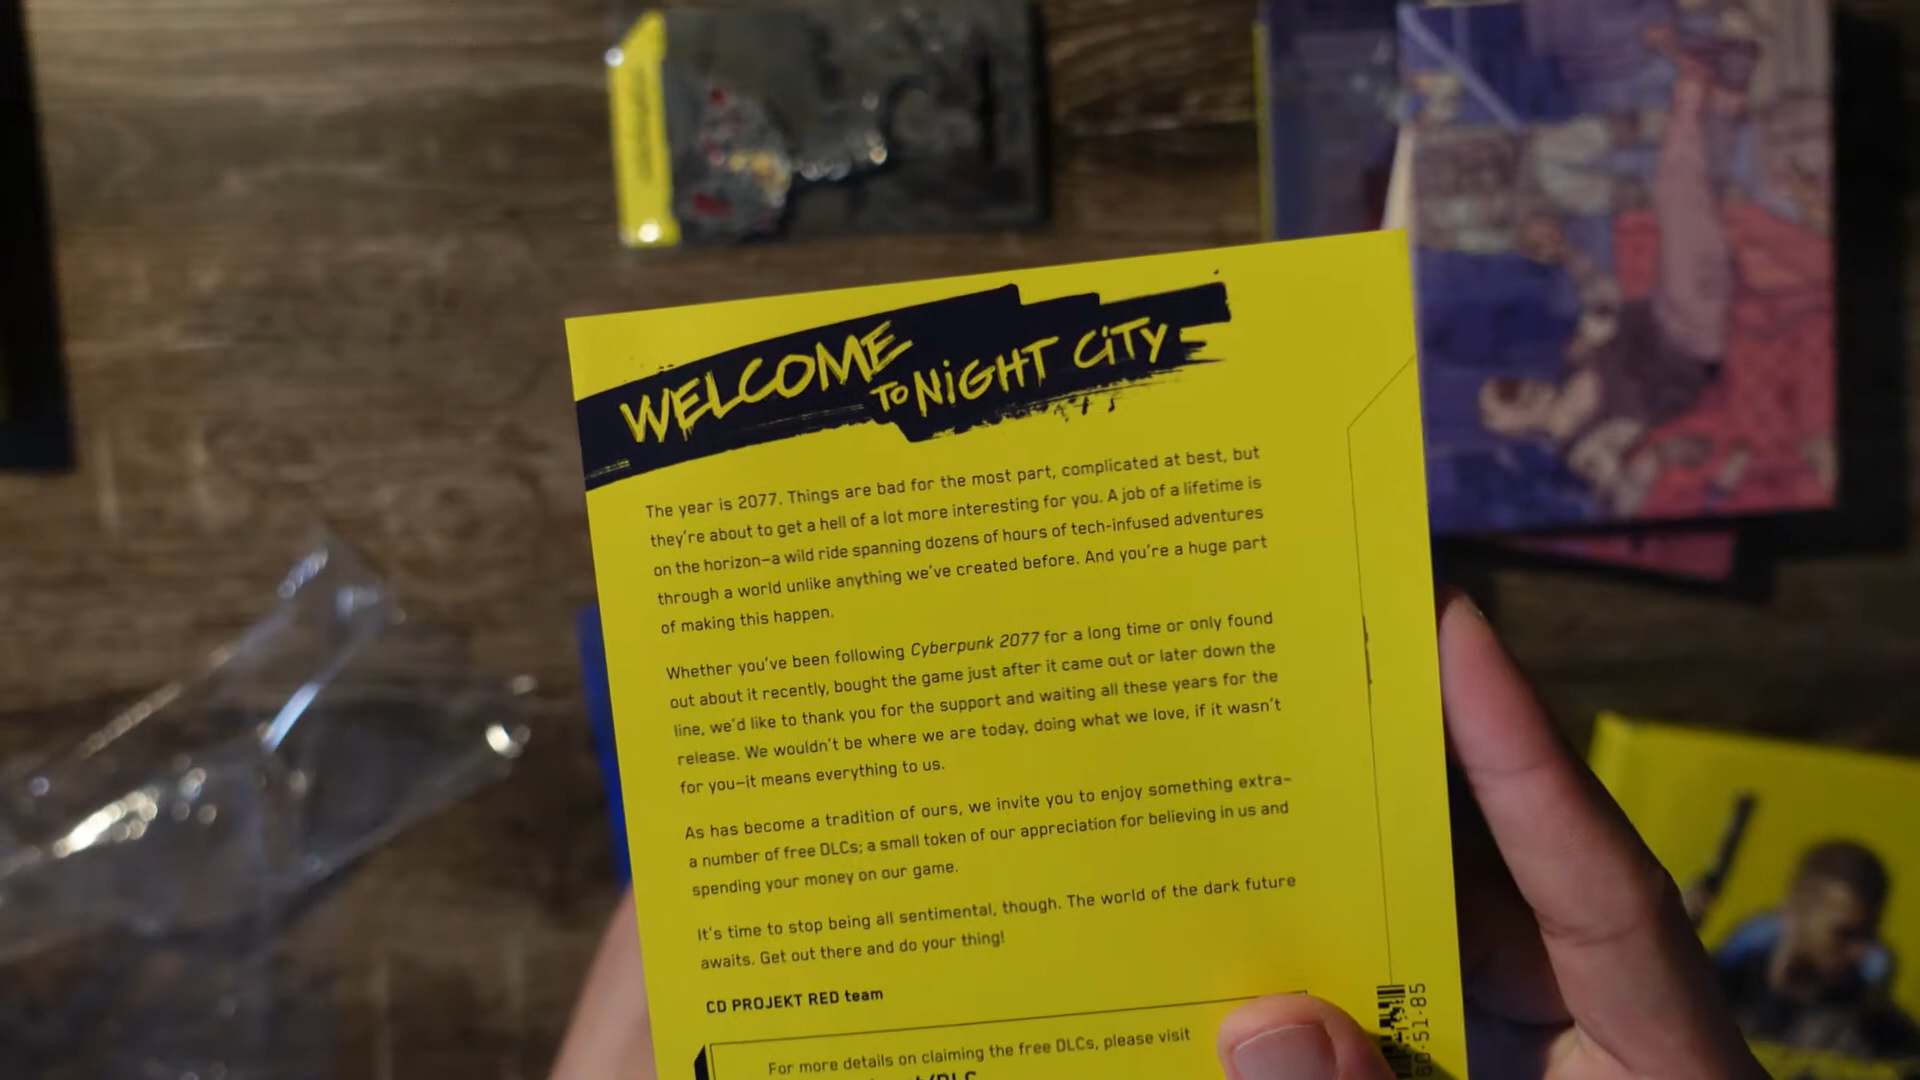 WELCOME
TO NiGHT CiTY
The year is 2077. Things are bad for the most part, complicated at best, but
they're about to get a hell of a lot more interesting for you. A job of a lifetime is
on the horizon—a wild ride spanning dozens of hours of tech-infused adventures
through a world unlike anything we've created before. And you're a huge part
of making this happen.
Whether you've been following Cyberpunk 2077 for a long time or only found
out about it recently, bought the game just after it came out or later down the
line, we'd like to thank you for the support and waiting all these years for the
release. We wouldn't be where we are today, doing what we love, if it wasn't
for you—it means everything to us.
As has become a tradition of ours, we invite you to enjoy something extra—
a number of free DLCs; a small token of our appreciation for believing in us and
spending your money on our game.
It's time to stop being all sentimental, though. The world of the dark future
awaits. Get out there and do your thing!
CD PROJEKT RED team
For more details on claiming the free DLCs, please visit